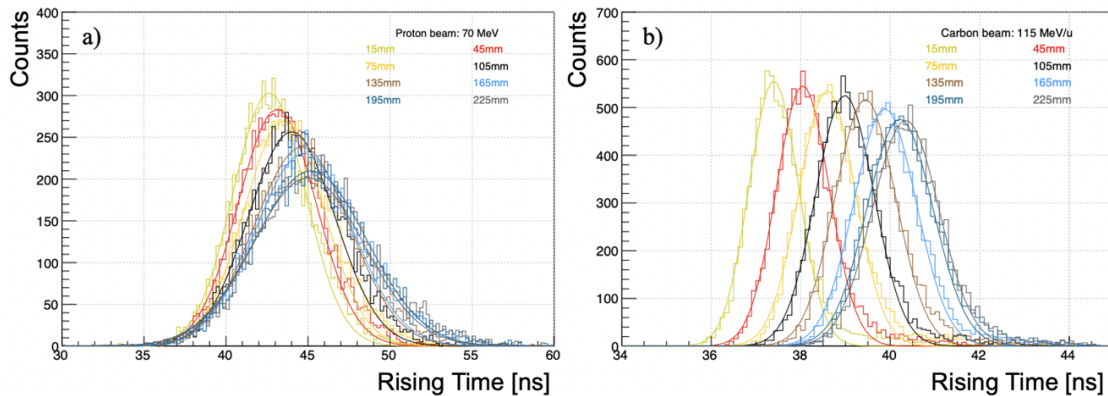 a)
Proton beam: 70 MeV
15mm 45mm
75mm 105mm
135mm 165mm
195mm 225mm
Counts
400
350
300
250
200
150
100
50
0
30 35 40 45 50 55 60
Rising Time [ns]
b)
Carbon beam: 115 MeV/u
15mm 45mm
75mm 105mm
135mm 165mm
195mm 225mm
Counts
700
600
500
400
300
200
100
0
34 36 38 40 42 44
Rising Time [ns]